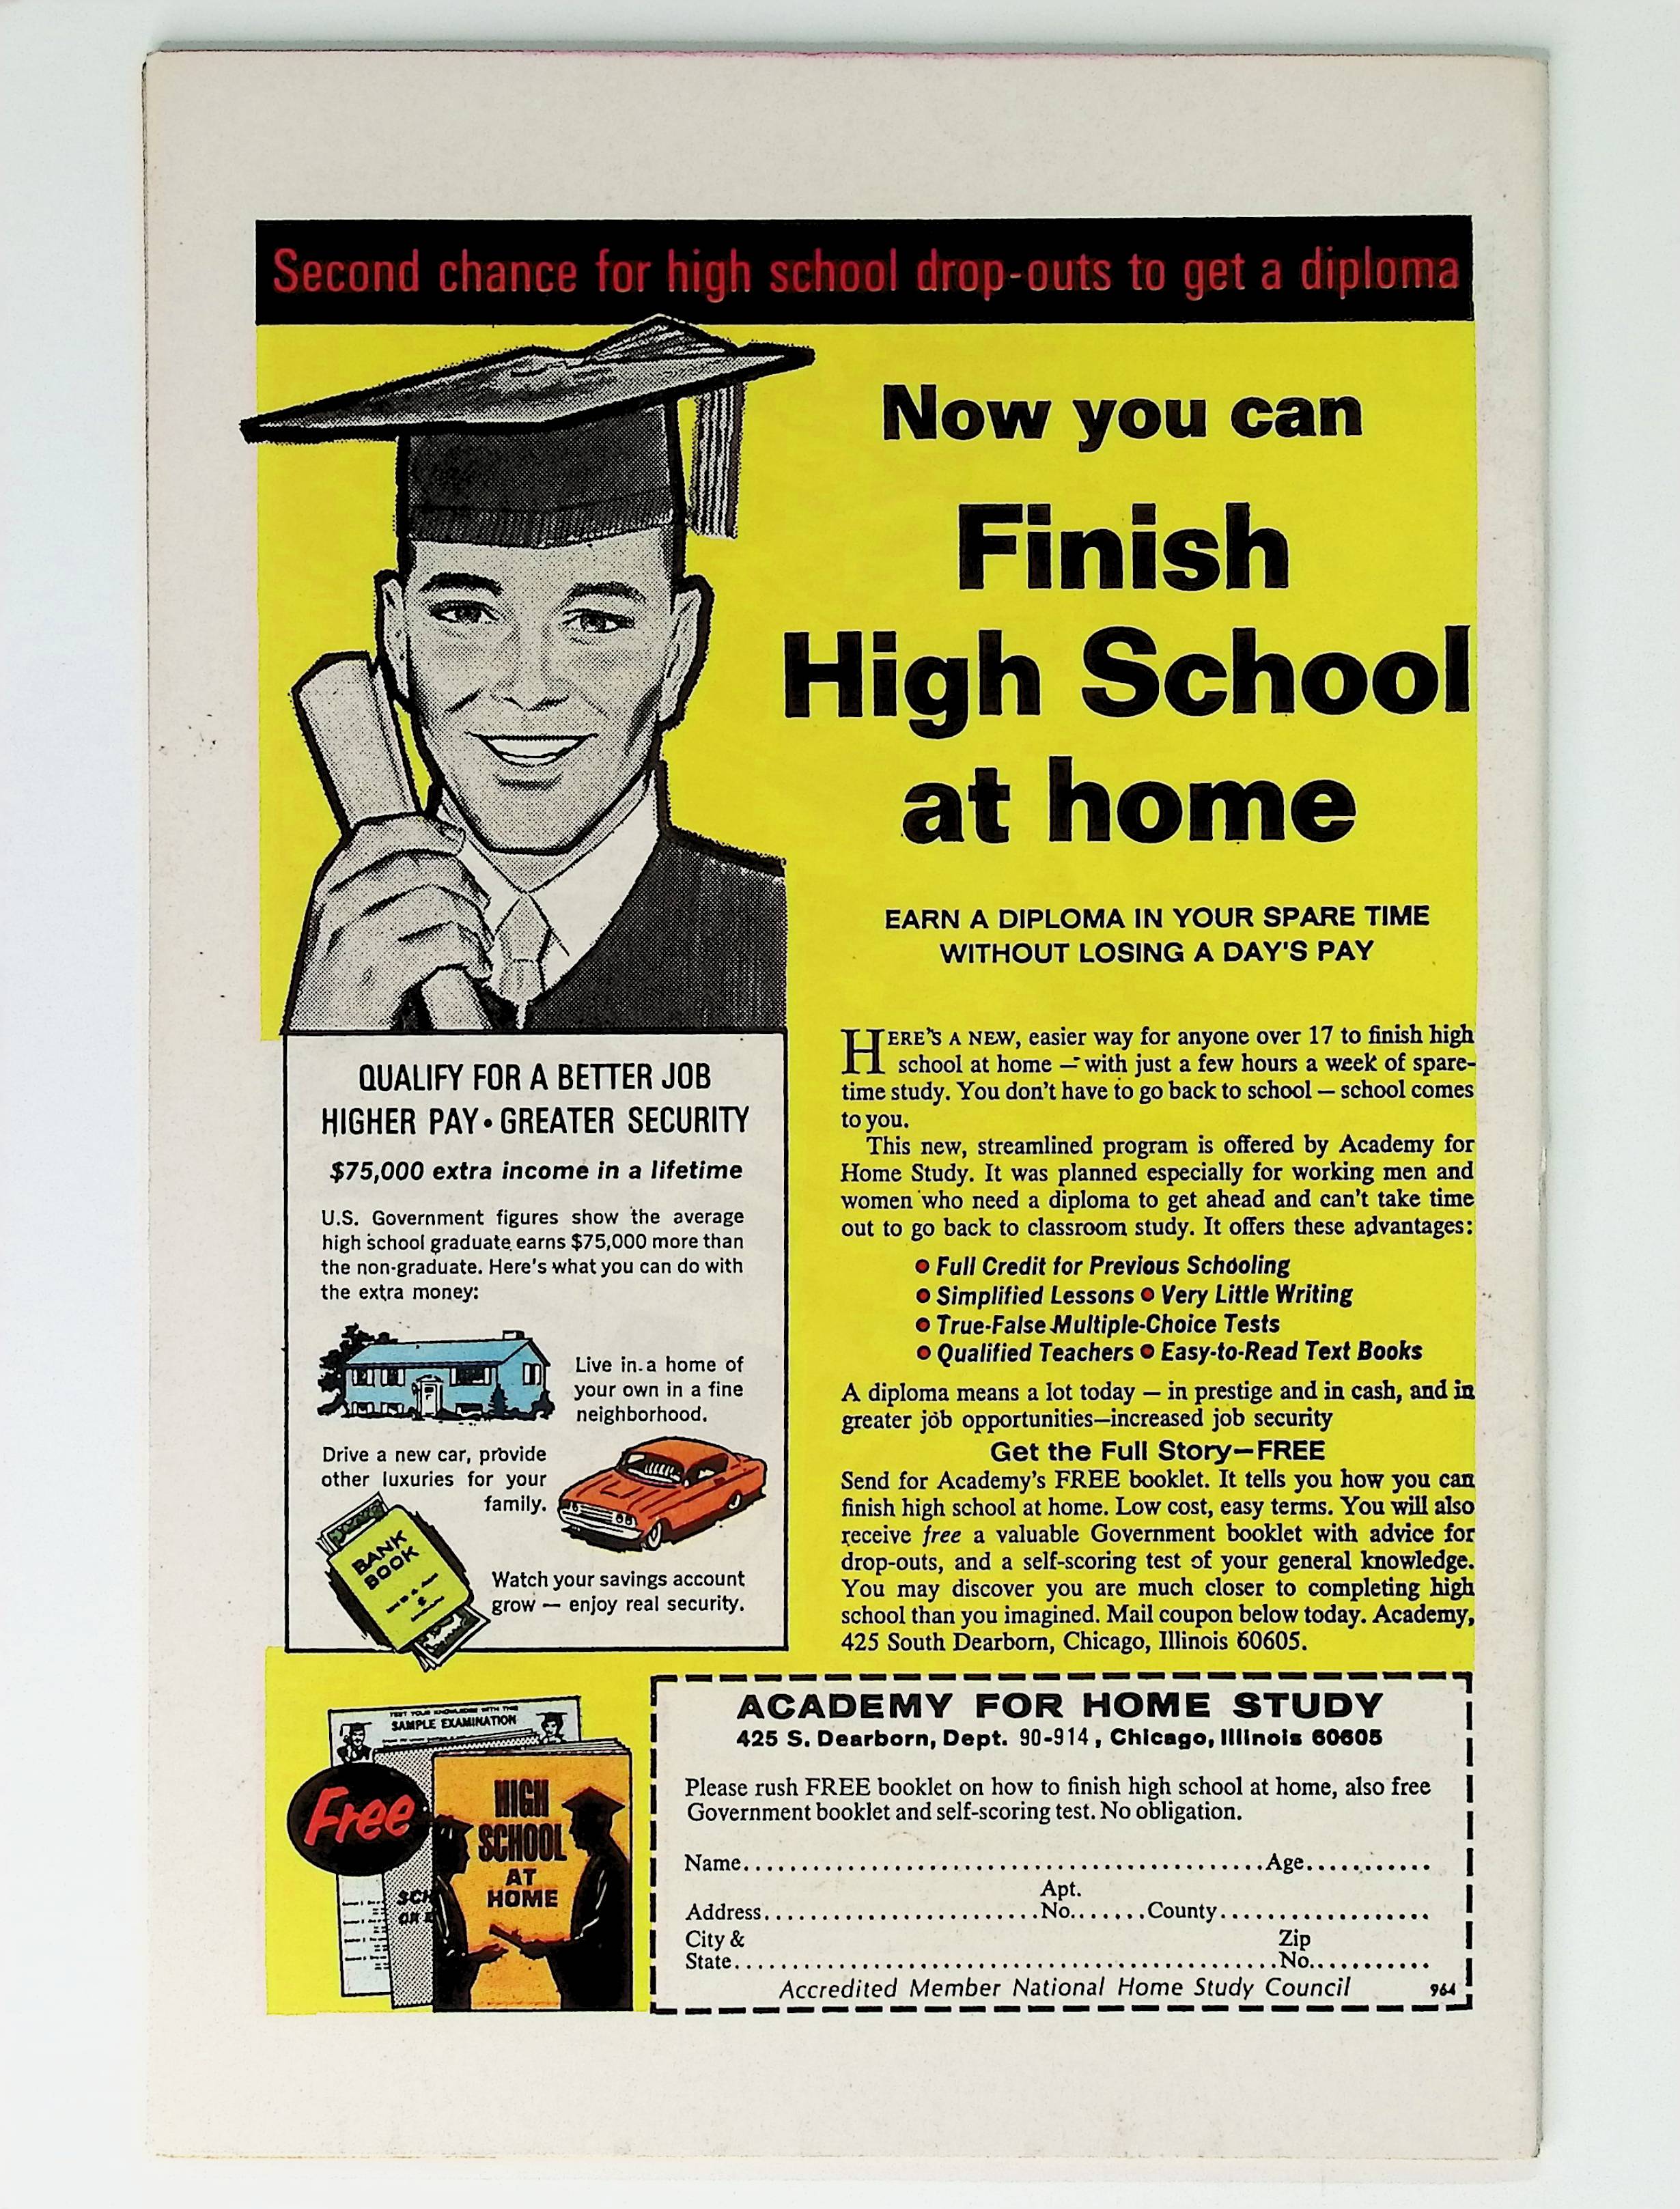 Second chance for high school drop-outs to get a diploma
Now you can
Finish
High School
at home
EARN A DIPLOMA IN YOUR SPARE TIME
WITHOUT LOSING A DAY'S PAY
HERE'S A NEW, easier way for anyone over 17 to finish high
school at home — with just a few hours a week of spare-
time study. You don't have to go back to school — school comes
to you.
This new, streamlined program is offered by Academy for
Home Study. It was planned especially for working men and
women who need a diploma to get ahead and can't take time
out to go back to classroom study. It offers these advantages:
• Full Credit for Previous Schooling
• Simplified Lessons • Very Little Writing
• True-False Multiple-Choice Tests
• Qualified Teachers • Easy-to-Read Text Books
A diploma means a lot today — in prestige and in cash, and in
greater job opportunities—increased job security
Get the Full Story—FREE
Send for Academy's FREE booklet. It tells you how you can
finish high school at home. Low cost, easy terms. You will also
receive free a valuable Government booklet with advice for
drop-outs, and a self-scoring test of your general knowledge.
You may discover you are much closer to completing high
school than you imagined. Mail coupon below today. Academy,
425 South Dearborn, Chicago, Illinois 60605.
QUALIFY FOR A BETTER JOB
HIGHER PAY • GREATER SECURITY
$75,000 extra income in a lifetime
U.S. Government figures show the average
high school graduate earns $75,000 more than
the non-graduate. Here's what you can do with
the extra money:
Live in a home of
your own in a fine
neighborhood.
Drive a new car, provide
other luxuries for your
family.
BANK
BOOK
Watch your savings account
grow — enjoy real security.
TEST YOUR KNOWLEDGE WITH THIS
SAMPLE EXAMINATION
Free
HIGH
SCHOOL
AT
HOME
SCH
OR
ACADEMY FOR HOME STUDY
425 S. Dearborn, Dept. 90-914, Chicago, Illinois 60605
Please rush FREE booklet on how to finish high school at home, also free
Government booklet and self-scoring test. No obligation.
Name............................................Age...........
Apt.
Address........................No.......County..................
City & Zip
State..............................................No...........
Accredited Member National Home Study Council 964